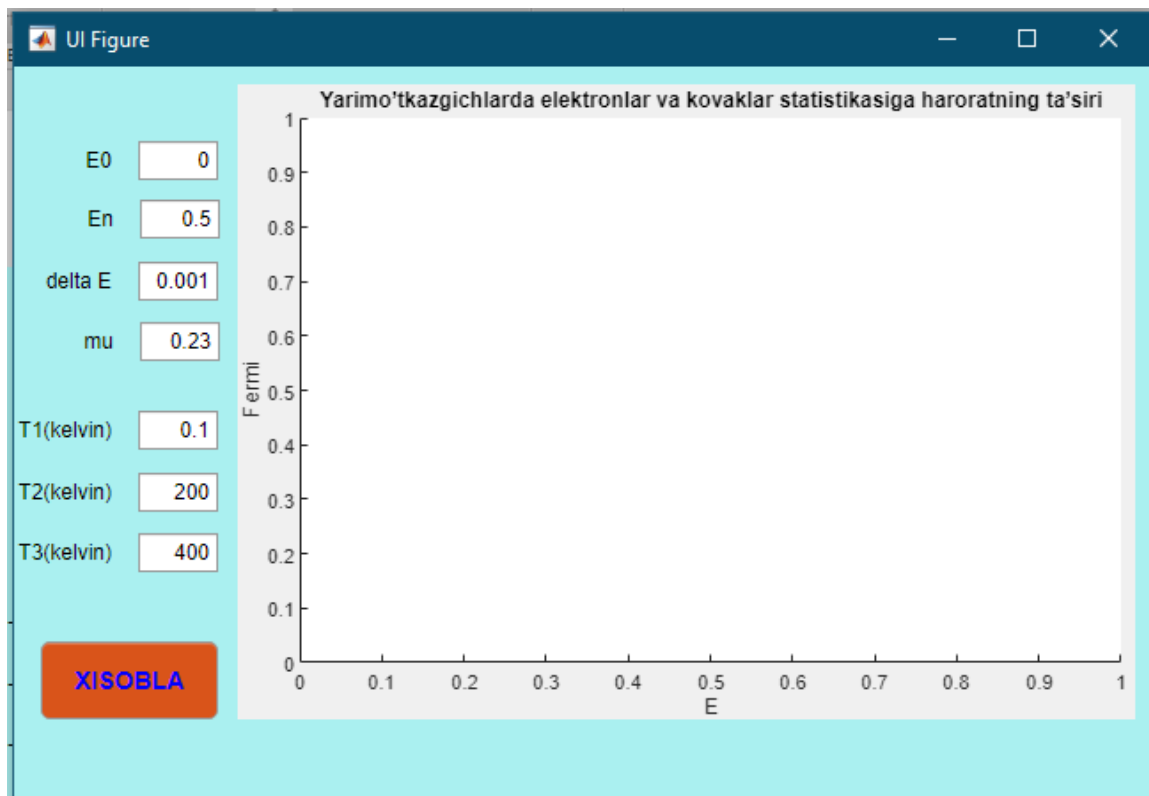 UI Figure
Yarimo'tkazgichlarda elektronlar va kovaklar statistikasiga haroratning ta'siri
E0 0
En 0.5
delta E 0.001
mu 0.23
T1(kelvin) 0.1
T2(kelvin) 200
T3(kelvin) 400
XISOBLA
Fermi
1
0.9
0.8
0.7
0.6
0.5
0.4
0.3
0.2
0.1
0
0 0.1 0.2 0.3 0.4 0.5 0.6 0.7 0.8 0.9 1
E